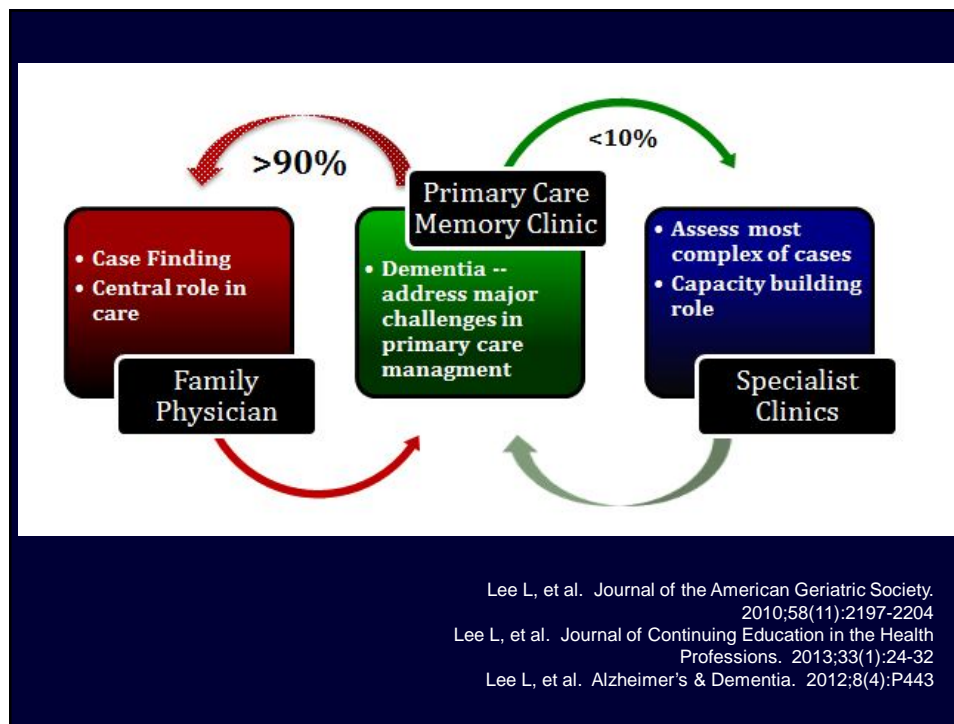 >90%
<10%
Primary Care
Memory Clinic
• Case Finding
• Central role in
care
Family
Physician
• Dementia --
address major
challenges in
primary care
managment
• Assess most
complex of cases
• Capacity building
role
Specialist
Clinics
Lee L, et al.  Journal of the American Geriatric Society.
2010;58(11):2197-2204
Lee L, et al.  Journal of Continuing Education in the Health
Professions.  2013;33(1):24-32
Lee L, et al.  Alzheimer’s & Dementia.  2012;8(4):P443